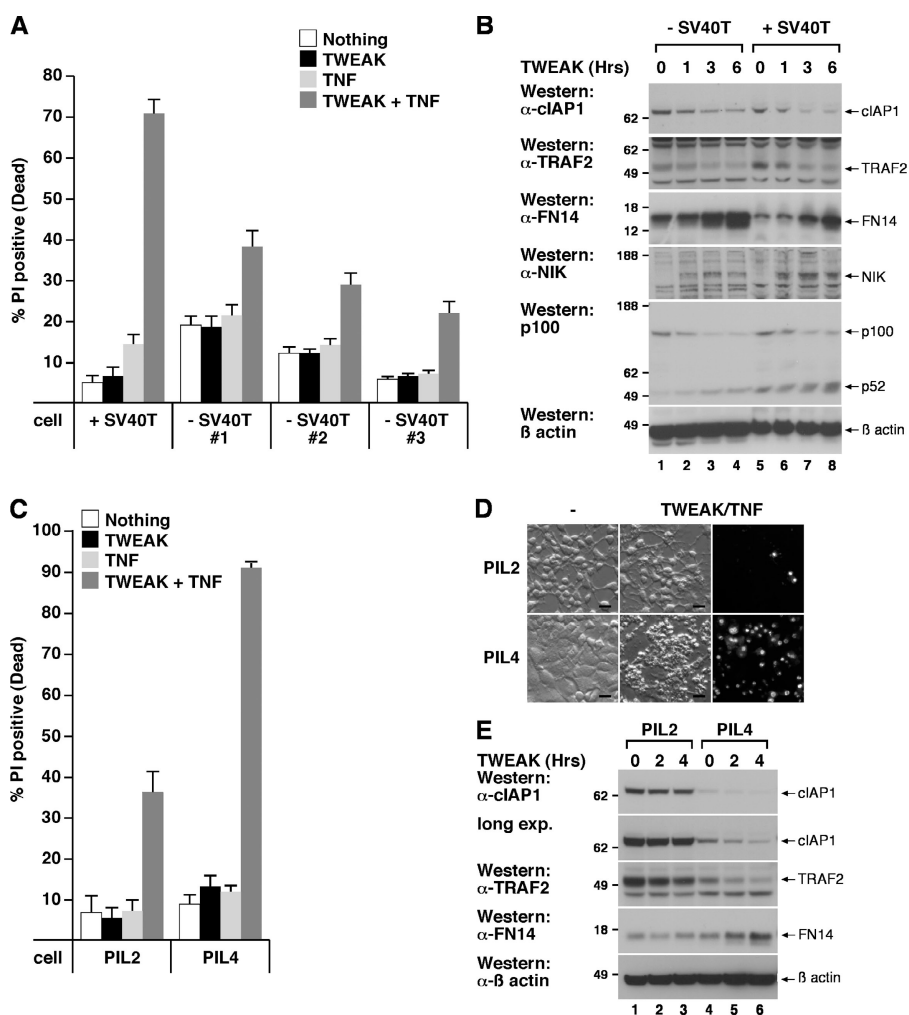 A
Nothing
TWEAK
TNF
TWEAK + TNF
% PI positive (Dead)
80
70
60
50
40
30
20
10
cell
+ SV40T
- SV40T #1
- SV40T #2
- SV40T #3
B
- SV40T + SV40T
TWEAK (Hrs) 0 1 3 6 0 1 3 6
Western: α-cIAP1
62
cIAP1
Western: α-TRAF2
62
49
TRAF2
Western: α-FN14
18
12
FN14
Western: α-NIK
188
NIK
Western: p100
188
62
49
p100
p52
Western: ß actin
49
ß actin
1 2 3 4 5 6 7 8
C
Nothing
TWEAK
TNF
TWEAK + TNF
% PI positive (Dead)
100
90
80
70
60
50
40
30
20
10
cell
PIL2
PIL4
D
- TWEAK/TNF
PIL2
PIL4
E
PIL2 PIL4
TWEAK (Hrs) 0 2 4 0 2 4
Western: α-cIAP1
62
cIAP1
long exp.
62
cIAP1
Western: α-TRAF2
49
TRAF2
Western: α-FN14
18
FN14
Western: α-ß actin
49
ß actin
1 2 3 4 5 6